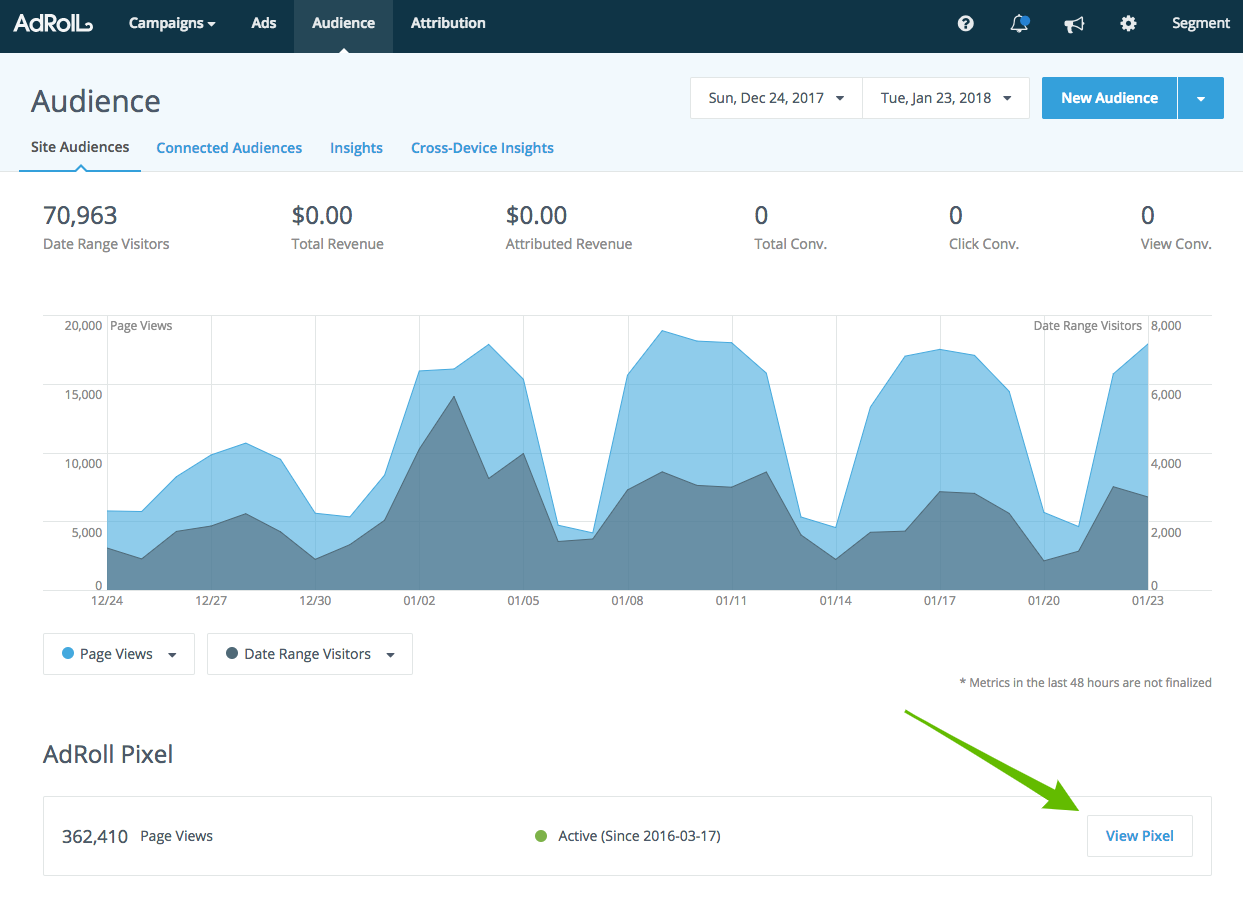 AdRoll Campaigns Ads Audience Attribution Segment
Audience
Sun, Dec 24, 2017 Tue, Jan 23, 2018 New Audience
Site Audiences Connected Audiences Insights Cross-Device Insights
70,963 $0.00 $0.00 0 0 0
Date Range Visitors Total Revenue Attributed Revenue Total Conv. Click Conv. View Conv.
20,000 Page Views Date Range Visitors 8,000
15,000 6,000
10,000 4,000
5,000 2,000
0 0
12/24 12/27 12/30 01/02 01/05 01/08 01/11 01/14 01/17 01/20 01/23
Page Views Date Range Visitors
* Metrics in the last 48 hours are not finalized
AdRoll Pixel
362,410 Page Views Active (Since 2016-03-17) View Pixel